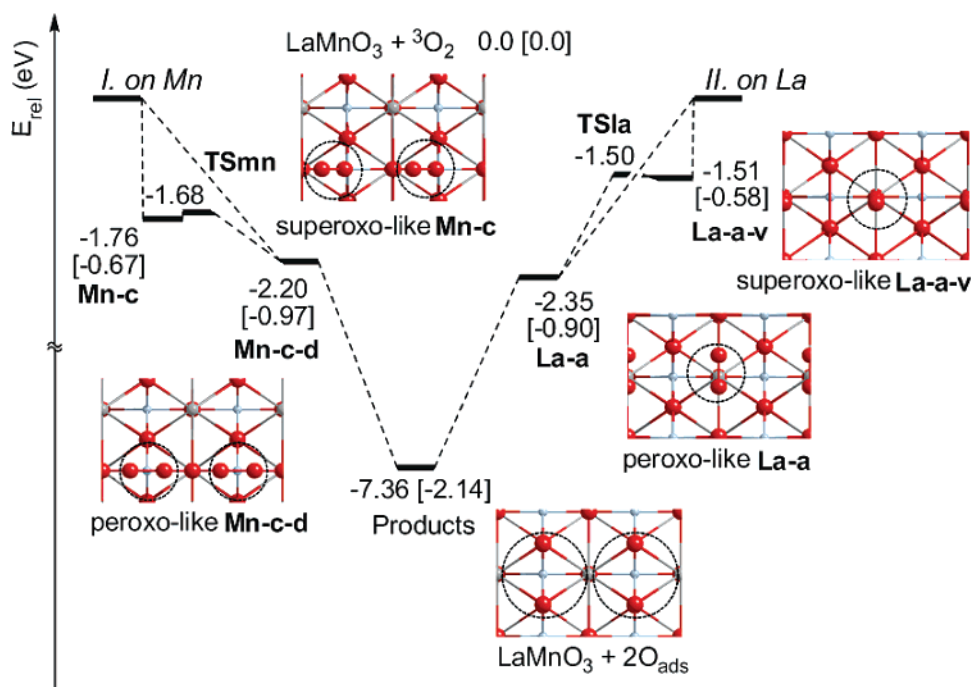 LaMnO₃ + ³O₂ 0.0 [0.0]
E_rel (eV)
I. on Mn
II. on La
TSmn
TSla
-1.68
-1.50
superoxo-like Mn-c
-1.76
[-0.67]
Mn-c
-1.51
[-0.58]
La-a-v
superoxo-like La-a-v
-2.20
[-0.97]
Mn-c-d
-2.35
[-0.90]
La-a
peroxo-like Mn-c-d
peroxo-like La-a
-7.36 [-2.14]
Products
LaMnO₃ + 2O_ads